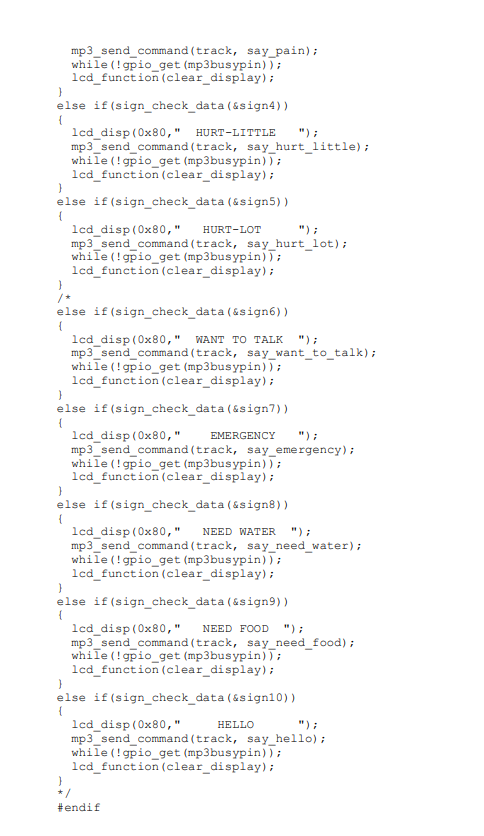 mp3_send_command(track, say_pain);
while(!gpio_get(mp3busypin));
lcd_function(clear_display);
}
else if(sign_check_data(&sign4))
{
lcd_disp(0x80,"  HURT-LITTLE   ");
mp3_send_command(track, say_hurt_little);
while(!gpio_get(mp3busypin));
lcd_function(clear_display);
}
else if(sign_check_data(&sign5))
{
lcd_disp(0x80,"   HURT-LOT     ");
mp3_send_command(track, say_hurt_lot);
while(!gpio_get(mp3busypin));
lcd_function(clear_display);
}
/*
else if(sign_check_data(&sign6))
{
lcd_disp(0x80,"  WANT TO TALK  ");
mp3_send_command(track, say_want_to_talk);
while(!gpio_get(mp3busypin));
lcd_function(clear_display);
}
else if(sign_check_data(&sign7))
{
lcd_disp(0x80,"    EMERGENCY   ");
mp3_send_command(track, say_emergency);
while(!gpio_get(mp3busypin));
lcd_function(clear_display);
}
else if(sign_check_data(&sign8))
{
lcd_disp(0x80,"   NEED WATER  ");
mp3_send_command(track, say_need_water);
while(!gpio_get(mp3busypin));
lcd_function(clear_display);
}
else if(sign_check_data(&sign9))
{
lcd_disp(0x80,"   NEED FOOD  ");
mp3_send_command(track, say_need_food);
while(!gpio_get(mp3busypin));
lcd_function(clear_display);
}
else if(sign_check_data(&sign10))
{
lcd_disp(0x80,"     HELLO      ");
mp3_send_command(track, say_hello);
while(!gpio_get(mp3busypin));
lcd_function(clear_display);
}
*/
#endif